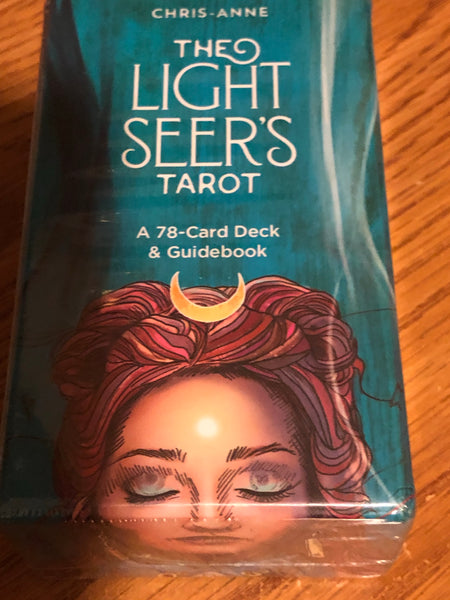 CHRIS-ANNE
THE
LIGHT
SEER'S
TAROT
A 78-Card Deck
& Guidebook